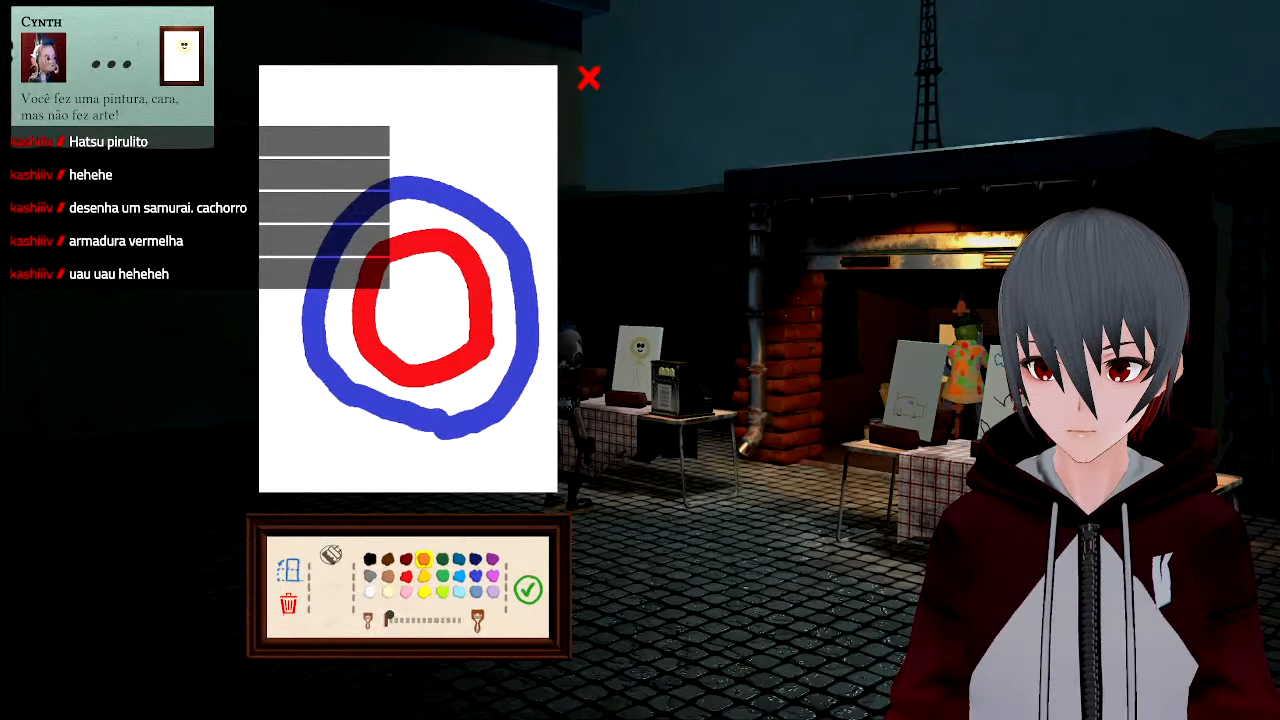 CYNTH
Você fez uma pintura, cara,
mas não fez arte!
kashiiiv // Hatsu pirulito
kashiiiv // hehehe
kashiiiv // desenha um samurai. cachorro
kashiiiv // armadura vermelha
kashiiiv // uau uau heheheh